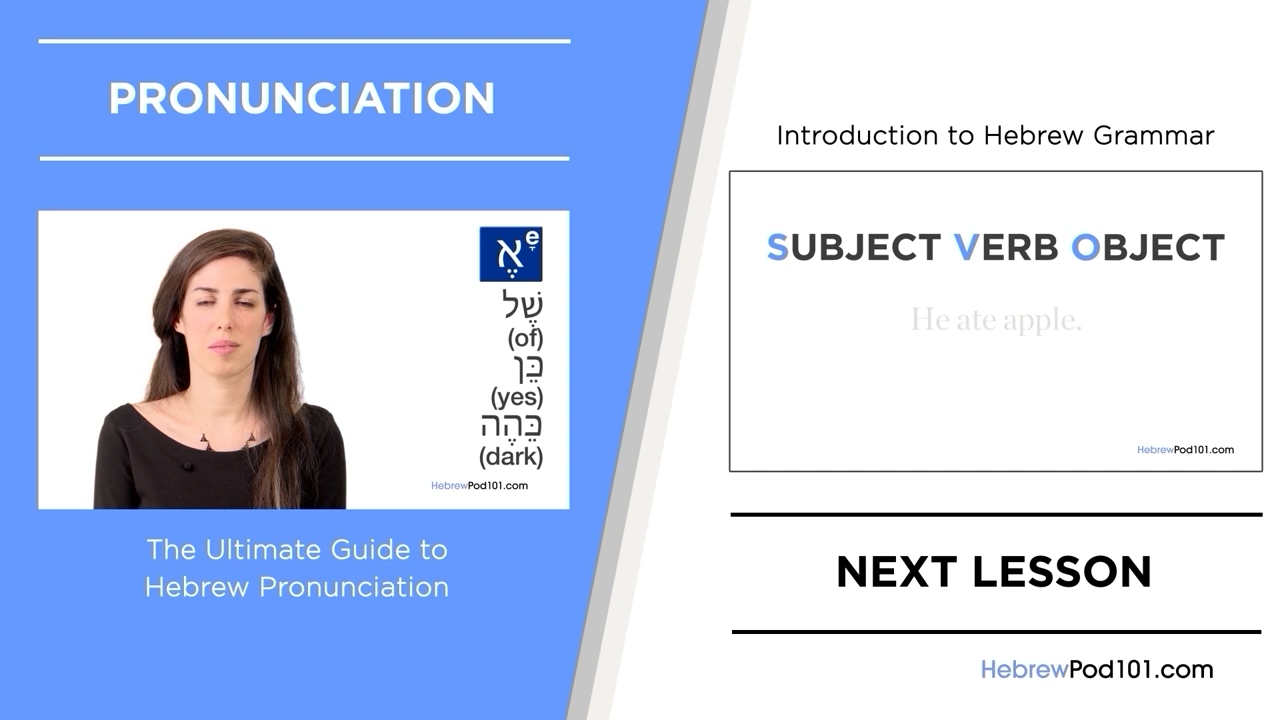 PRONUNCIATION
אֶ e
שֶׁל
(of)
כֵּן
(yes)
כֵּהֶה
(dark)
HebrewPod101.com
The Ultimate Guide to
Hebrew Pronunciation
Introduction to Hebrew Grammar
SUBJECT VERB OBJECT
He ate apple.
HebrewPod101.com
NEXT LESSON
HebrewPod101.com